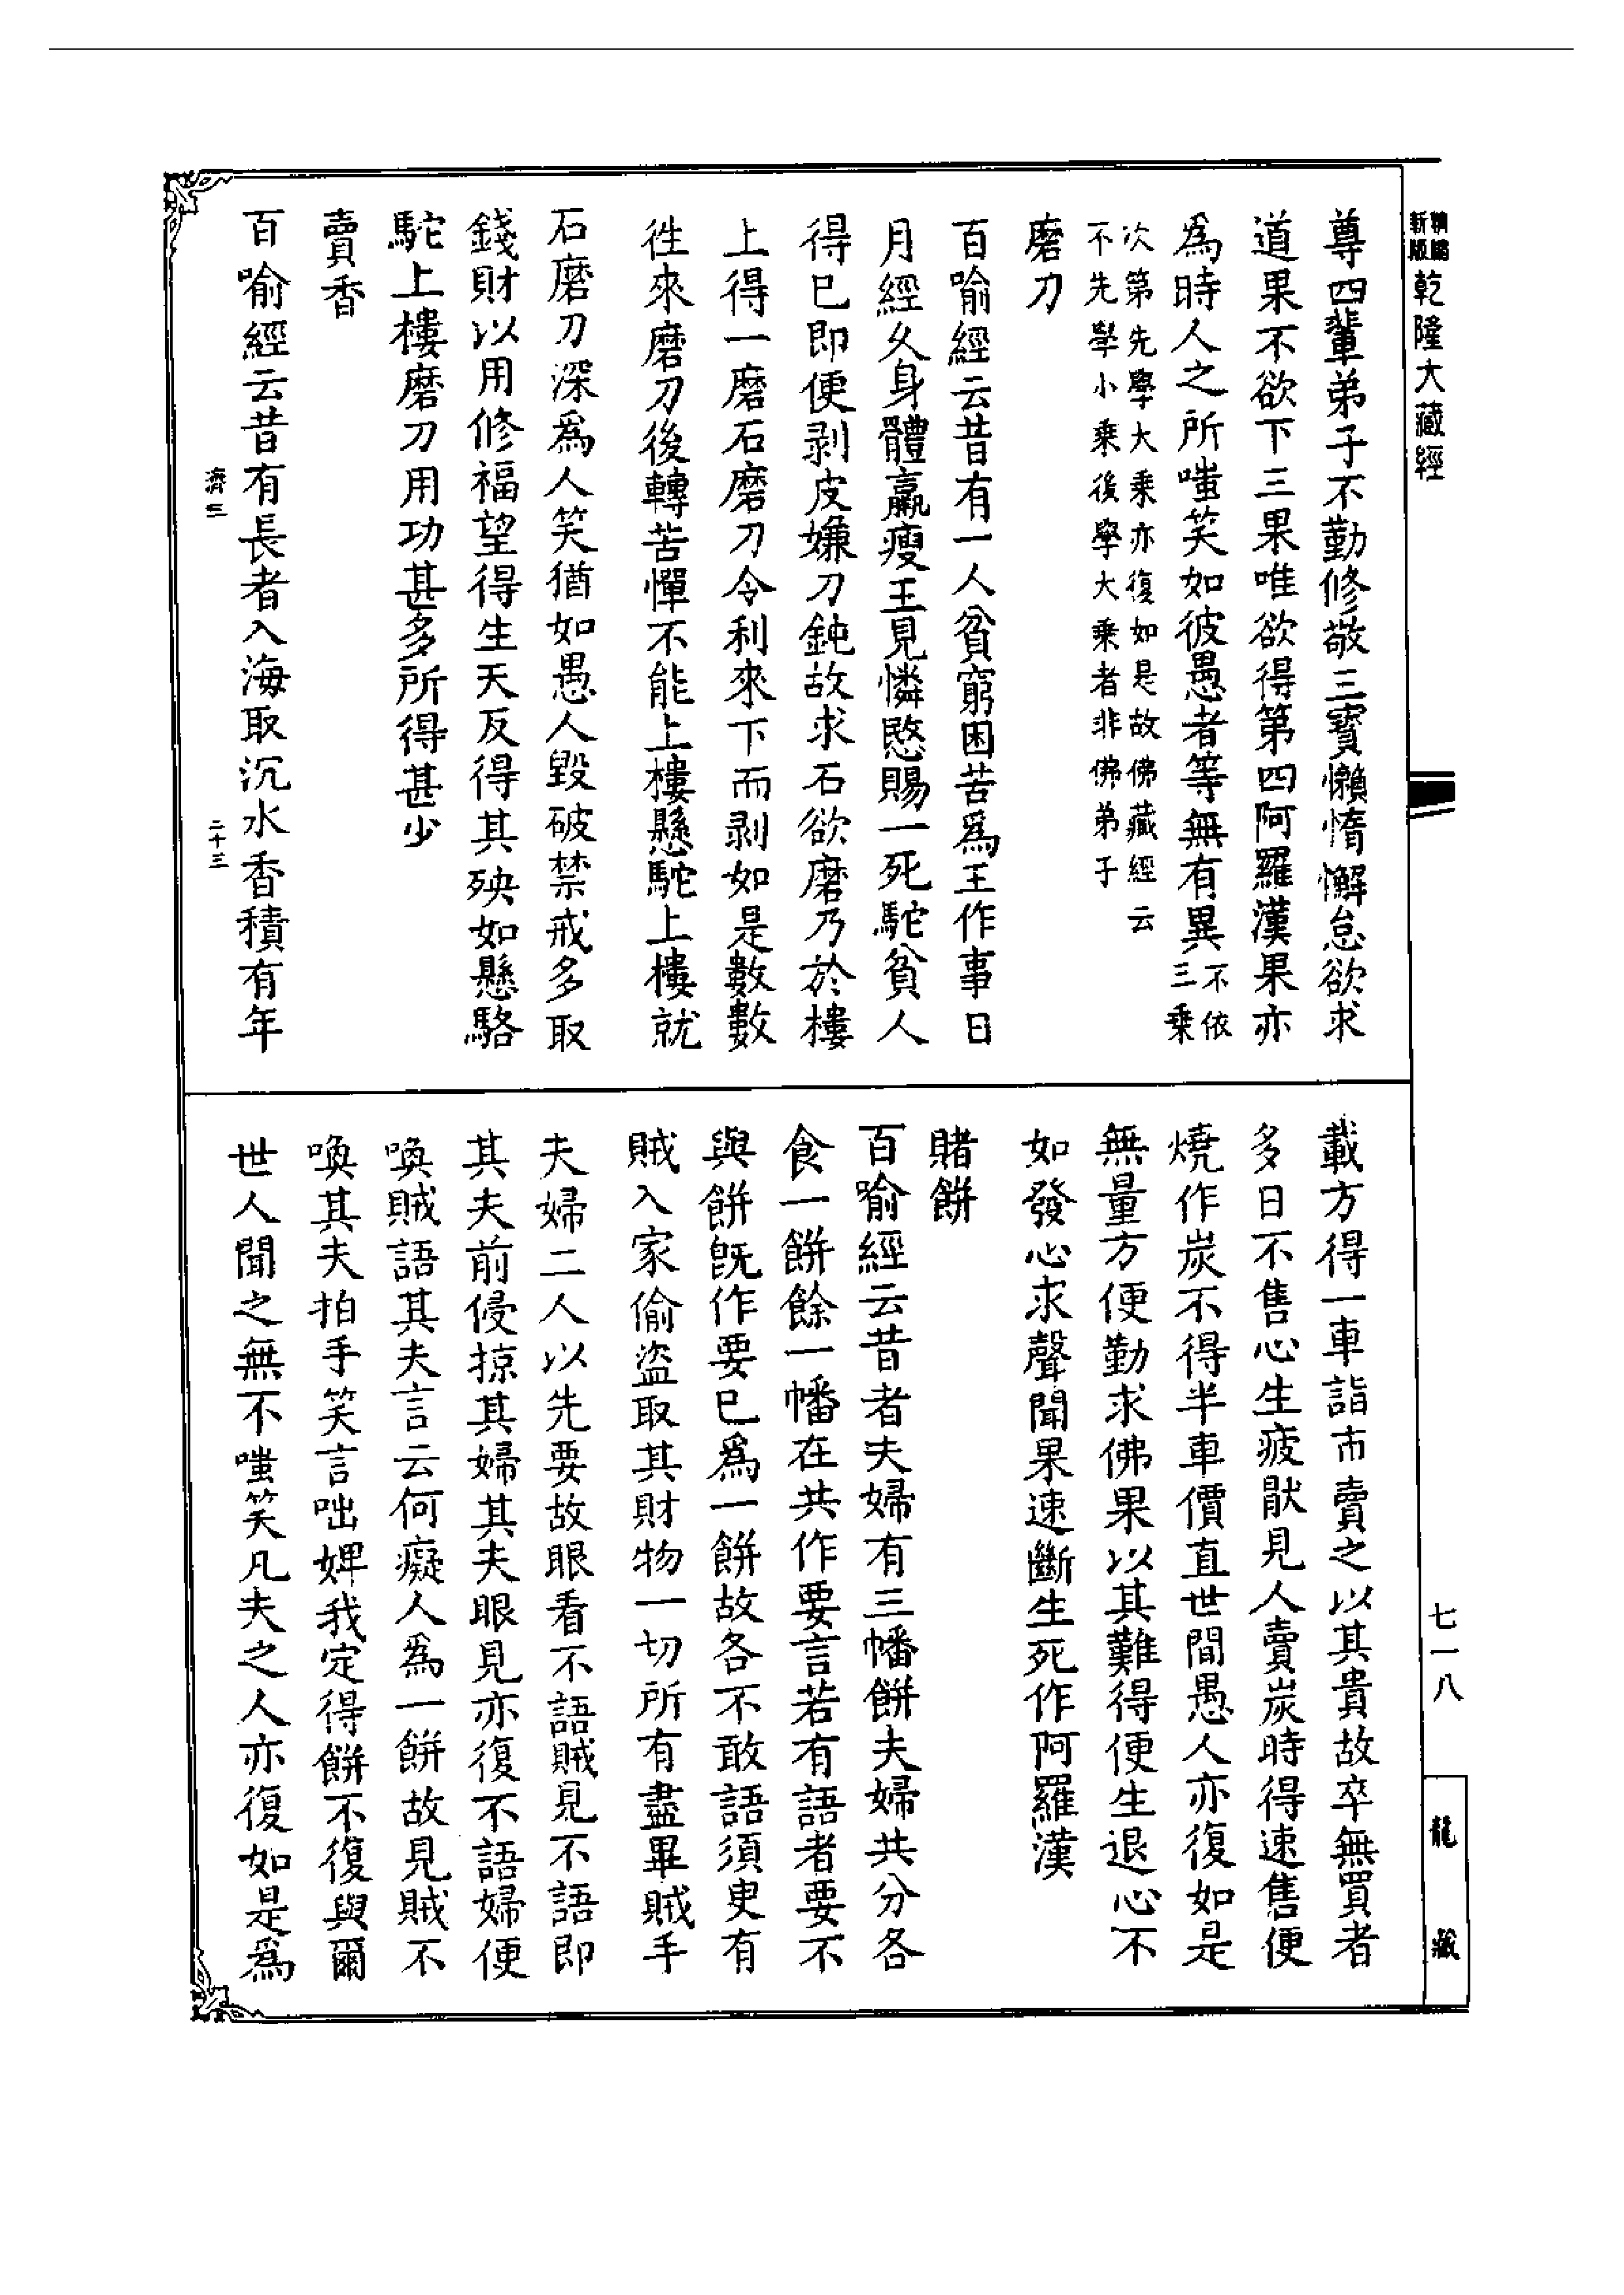 新版精縮乾隆大藏經
七一八
龍藏
尊四輩弟子不勤修敬三寳懶惰懈怠欲求
道果不欲下三果唯欲得第四阿羅漢果亦
爲時人之所嗤笑如彼愚者等無有異不依三乘
次第先學大乘亦復如是故佛藏經云
不先學小乘後學大乘者非佛弟子
磨刀
百喻經云昔有一人貧窮困苦爲王作事日
月經久身體羸瘦王見憐愍賜一死駝貧人
得已即便剥皮嫌刀鈍故求石欲磨乃於樓
上得一磨石磨刀令利來下而剥如是數數
徃來磨刀後轉苦憚不能上樓懸駝上樓就
石磨刀深爲人笑猶如愚人毀破禁戒多取
錢財以用修福望得生天反得其殃如懸駱
駝上樓磨刀用功甚多所得甚少
賣香
百喻經云昔有長者入海取沉水香積有年
濟三
二十三
載方得一車詣市賣之以其貴故卒無買者
多日不售心生疲猒見人賣炭時得速售便
燒作炭不得半車價直世間愚人亦復如是
無量方便勤求佛果以其難得便生退心不
如發心求聲聞果速斷生死作阿羅漢
賭餅
百喻經云昔者夫婦有三幡餅夫婦共分各
食一餅餘一幡在共作要言若有語者要不
與餅旣作要已爲一餅故各不敢語須㬰有
賊入家偷盜取其財物一切所有盡畢賊手
夫婦二人以先要故眼看不語賊見不語即
其夫前侵掠其婦其夫眼見亦復不語婦便
喚賊語其夫言云何癡人爲一餅故見賊不
喚其夫拍手笑言咄婢我定得餅不復與爾
世人聞之無不嗤笑凡夫之人亦復如是爲